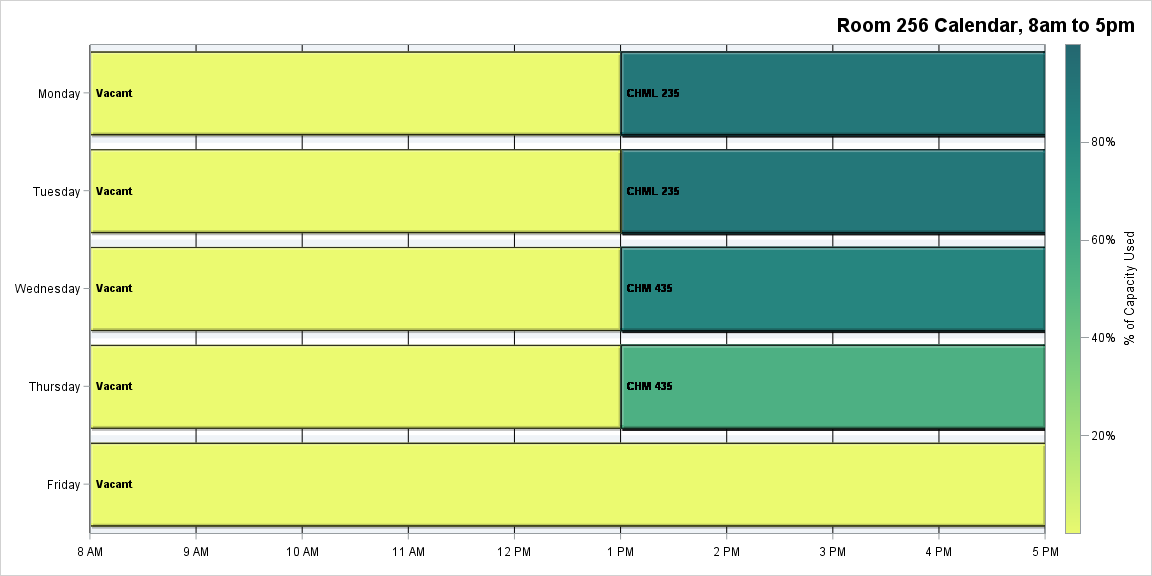 Room 256 Calendar, 8am to 5pm
Monday
Vacant
CHML 235
Tuesday
Vacant
CHML 235
Wednesday
Vacant
CHM 435
Thursday
Vacant
CHM 435
Friday
Vacant
8 AM
9 AM
10 AM
11 AM
12 PM
1 PM
2 PM
3 PM
4 PM
5 PM
80%
60%
40%
20%
% of Capacity Used